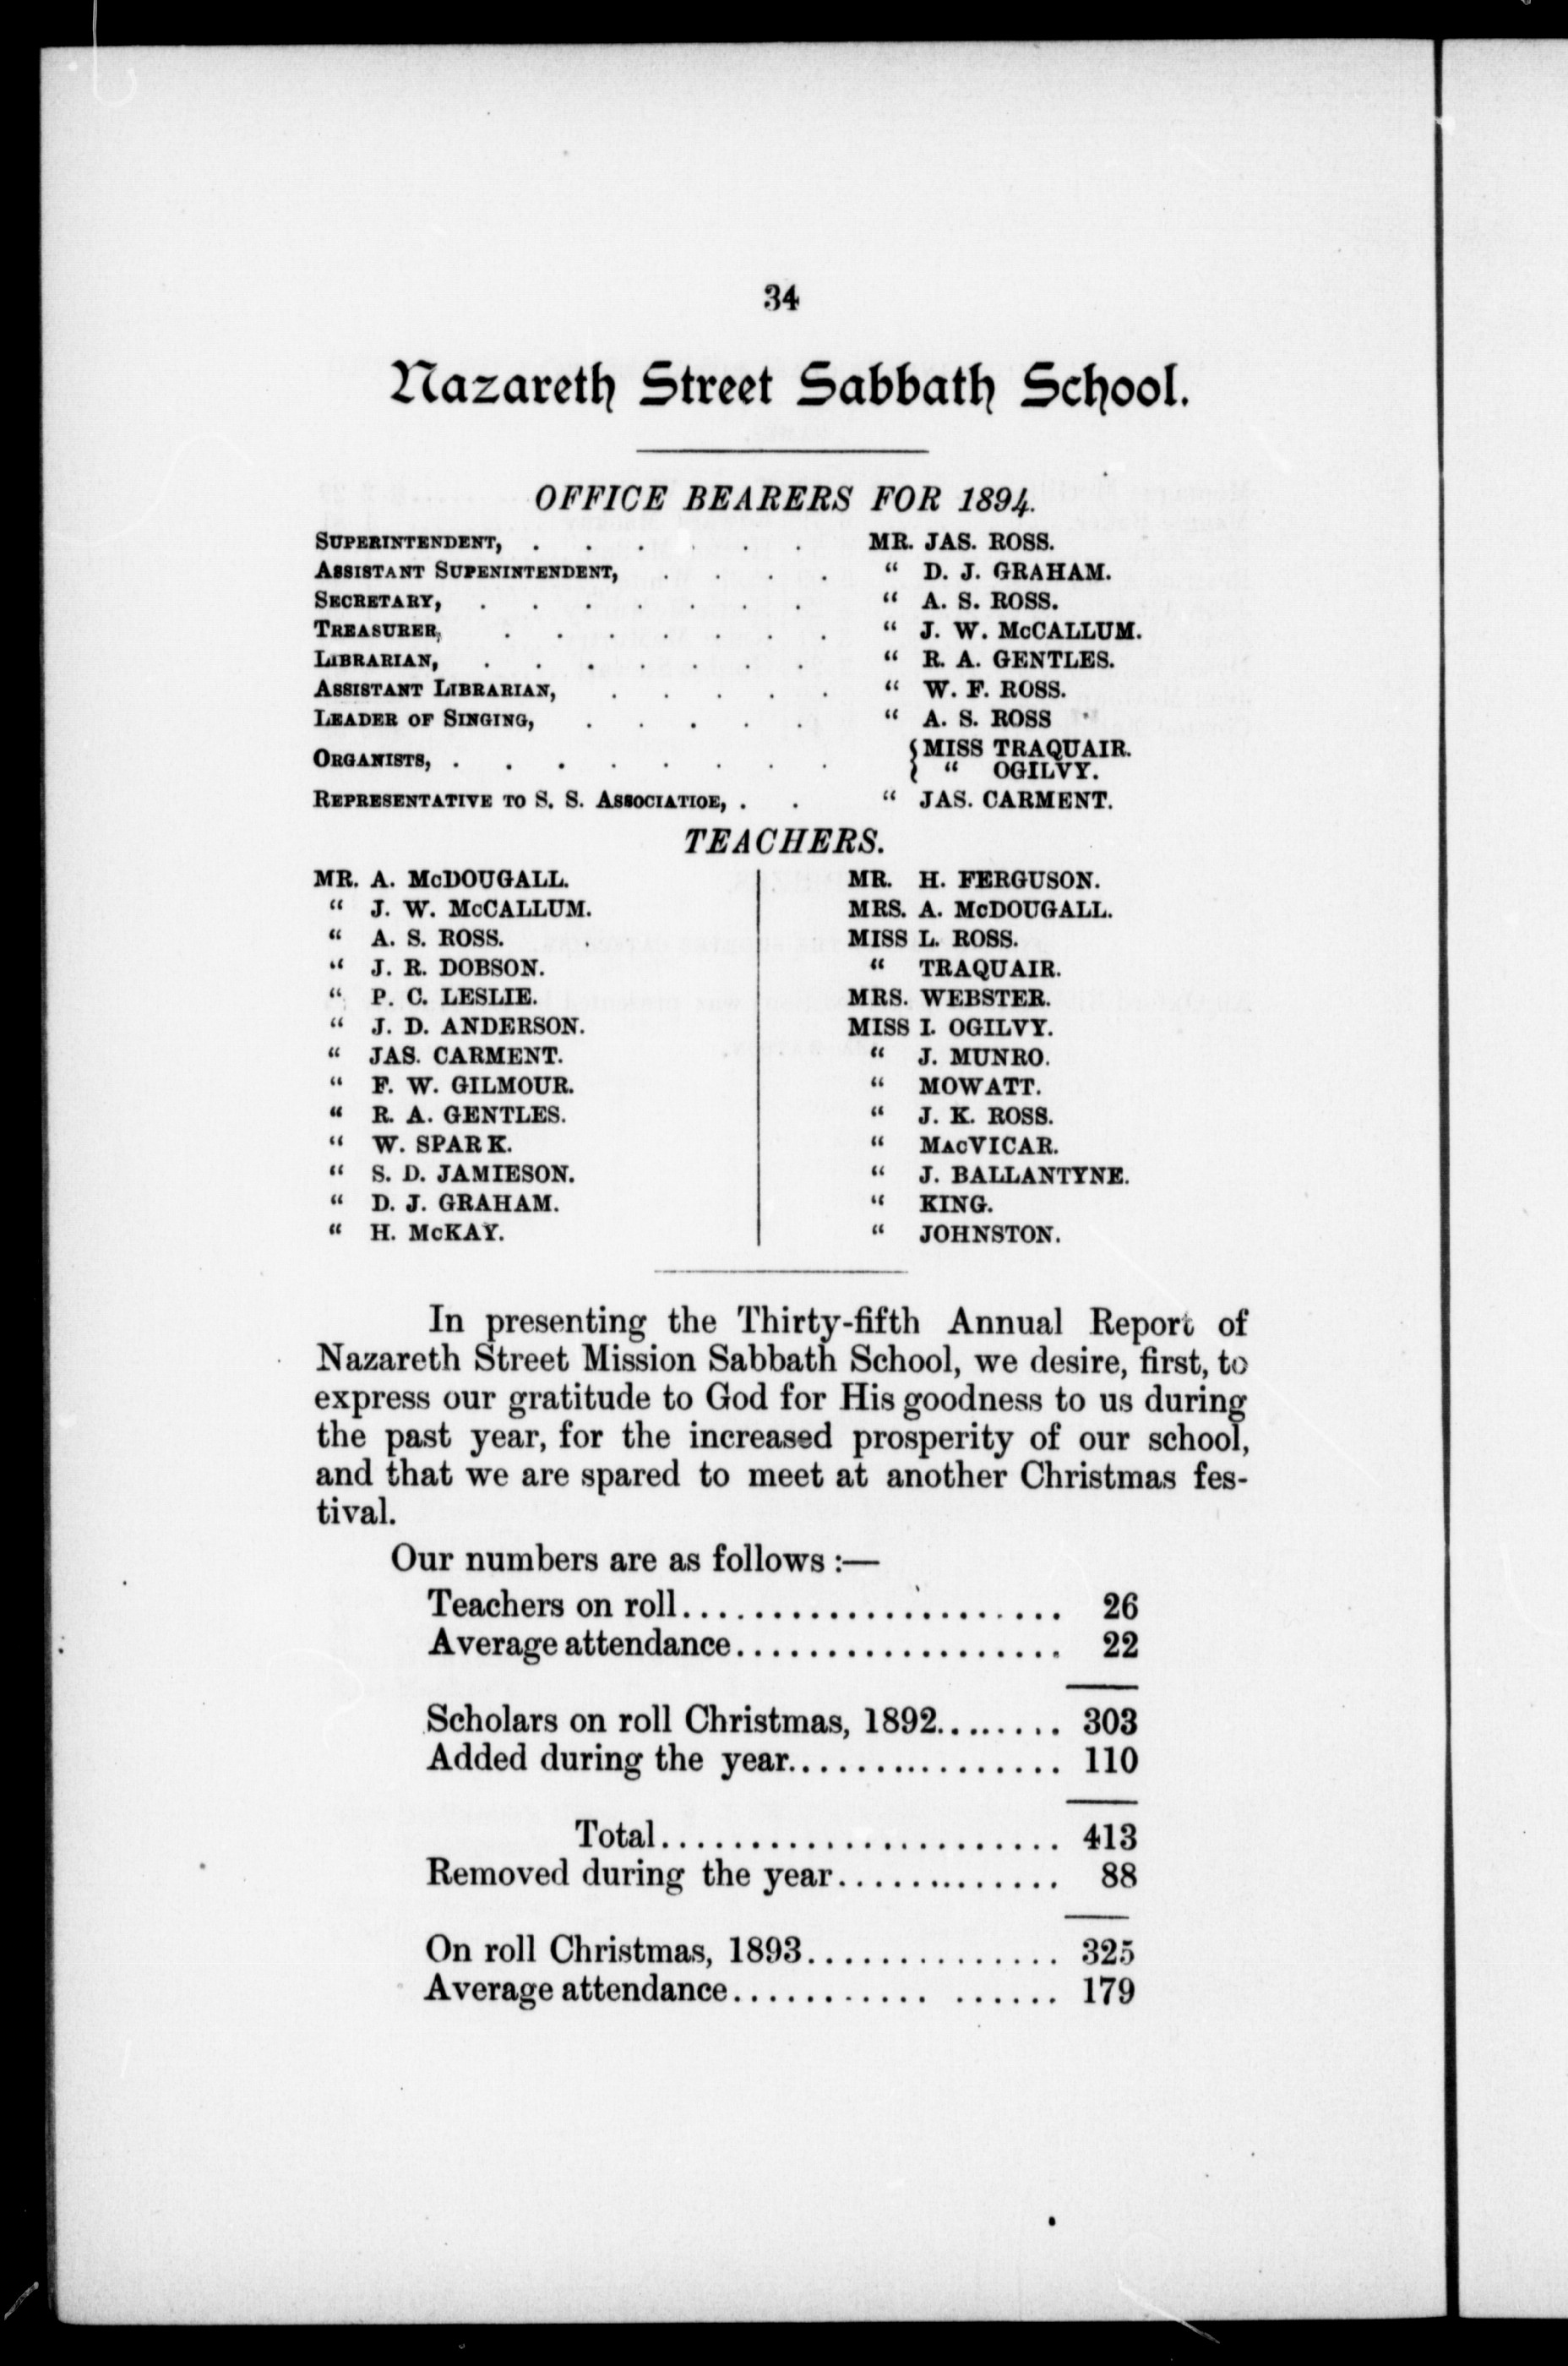 34
Nazareth Street Sabbath School.
OFFICE BEARERS FOR 1894.
SUPERINTENDENT, . . . . . . MR. JAS. ROSS.
ASSISTANT SUPENINTENDENT, . . . . " D. J. GRAHAM.
SECRETARY, . . . . . . . " A. S. ROSS.
TREASURER, . . . . . . . " J. W. McCALLUM.
LIBRARIAN, . . . . . . . " R. A. GENTLES.
ASSISTANT LIBRARIAN, . . . . . " W. F. ROSS.
LEADER OF SINGING, . . . . . " A. S. ROSS
ORGANISTS, . . . . . . . . { MISS TRAQUAIR.
" OGILVY.
REPRESENTATIVE TO S. S. ASSOCIATIOE, . . " JAS. CARMENT.
TEACHERS.
MR. A. McDOUGALL.
" J. W. McCALLUM.
" A. S. ROSS.
" J. R. DOBSON.
" P. C. LESLIE.
" J. D. ANDERSON.
" JAS. CARMENT.
" F. W. GILMOUR.
" R. A. GENTLES.
" W. SPARK.
" S. D. JAMIESON.
" D. J. GRAHAM.
" H. McKAY.
MR. H. FERGUSON.
MRS. A. McDOUGALL.
MISS L. ROSS.
" TRAQUAIR.
MRS. WEBSTER.
MISS I. OGILVY.
" J. MUNRO.
" MOWATT.
" J. K. ROSS.
" MACVICAR.
" J. BALLANTYNE.
" KING.
" JOHNSTON.
In presenting the Thirty-fifth Annual Report of
Nazareth Street Mission Sabbath School, we desire, first, to
express our gratitude to God for His goodness to us during
the past year, for the increased prosperity of our school,
and that we are spared to meet at another Christmas fes-
tival.
Our numbers are as follows :—
Teachers on roll...................... 26
Average attendance................... 22
Scholars on roll Christmas, 1892........ 303
Added during the year................ 110
Total....................... 413
Removed during the year............. 88
On roll Christmas, 1893............... 325
Average attendance............ ...... 179